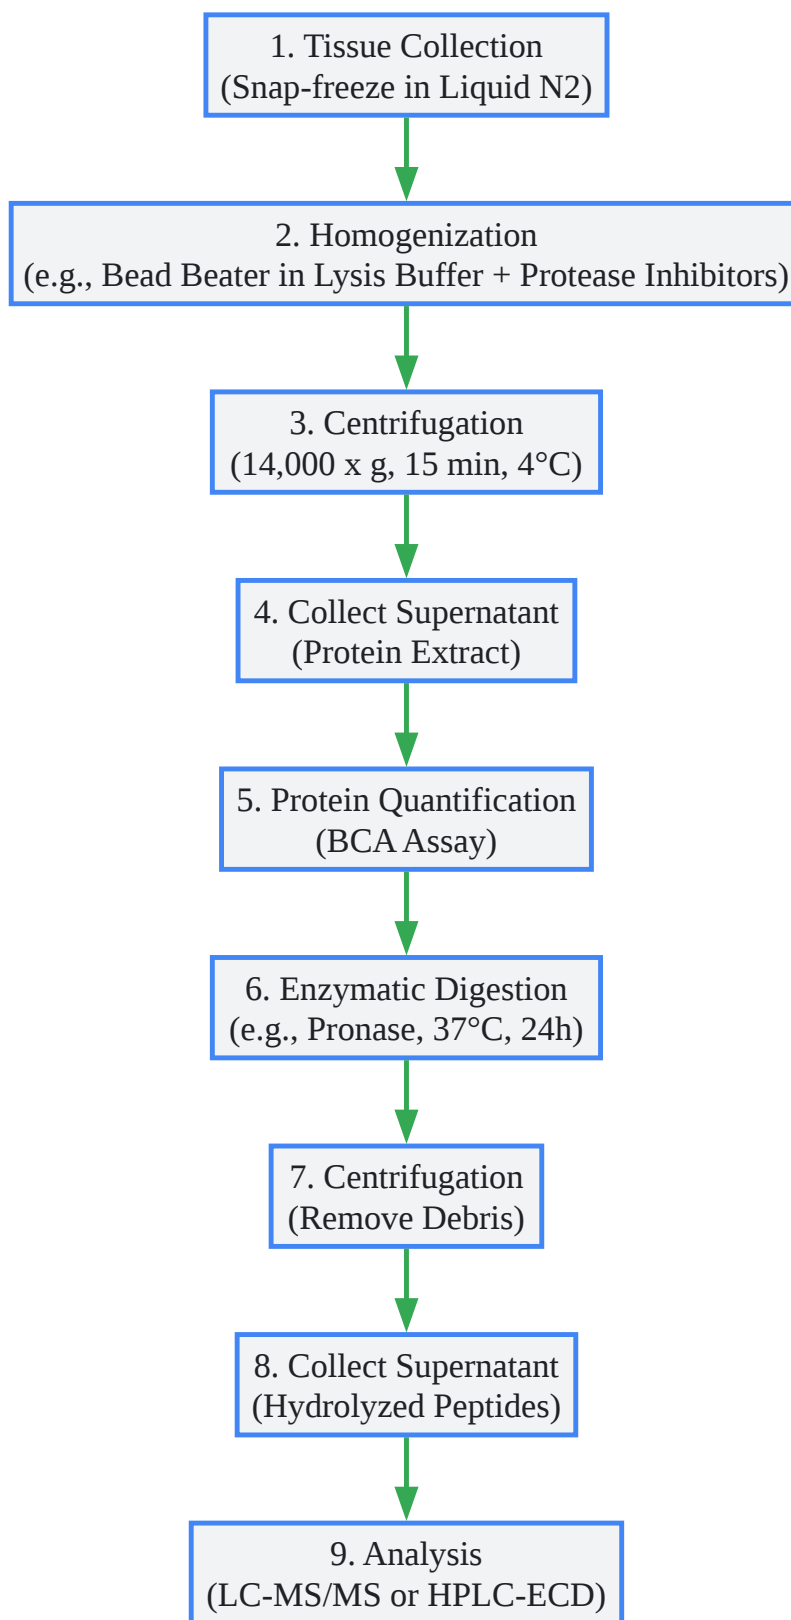 1. Tissue Collection
(Snap-freeze in Liquid N2)
2. Homogenization
(e.g., Bead Beater in Lysis Buffer + Protease Inhibitors)
3. Centrifugation
(14,000 x g, 15 min, 4°C)
4. Collect Supernatant
(Protein Extract)
5. Protein Quantification
(BCA Assay)
6. Enzymatic Digestion
(e.g., Pronase, 37°C, 24h)
7. Centrifugation
(Remove Debris)
8. Collect Supernatant
(Hydrolyzed Peptides)
9. Analysis
(LC-MS/MS or HPLC-ECD)